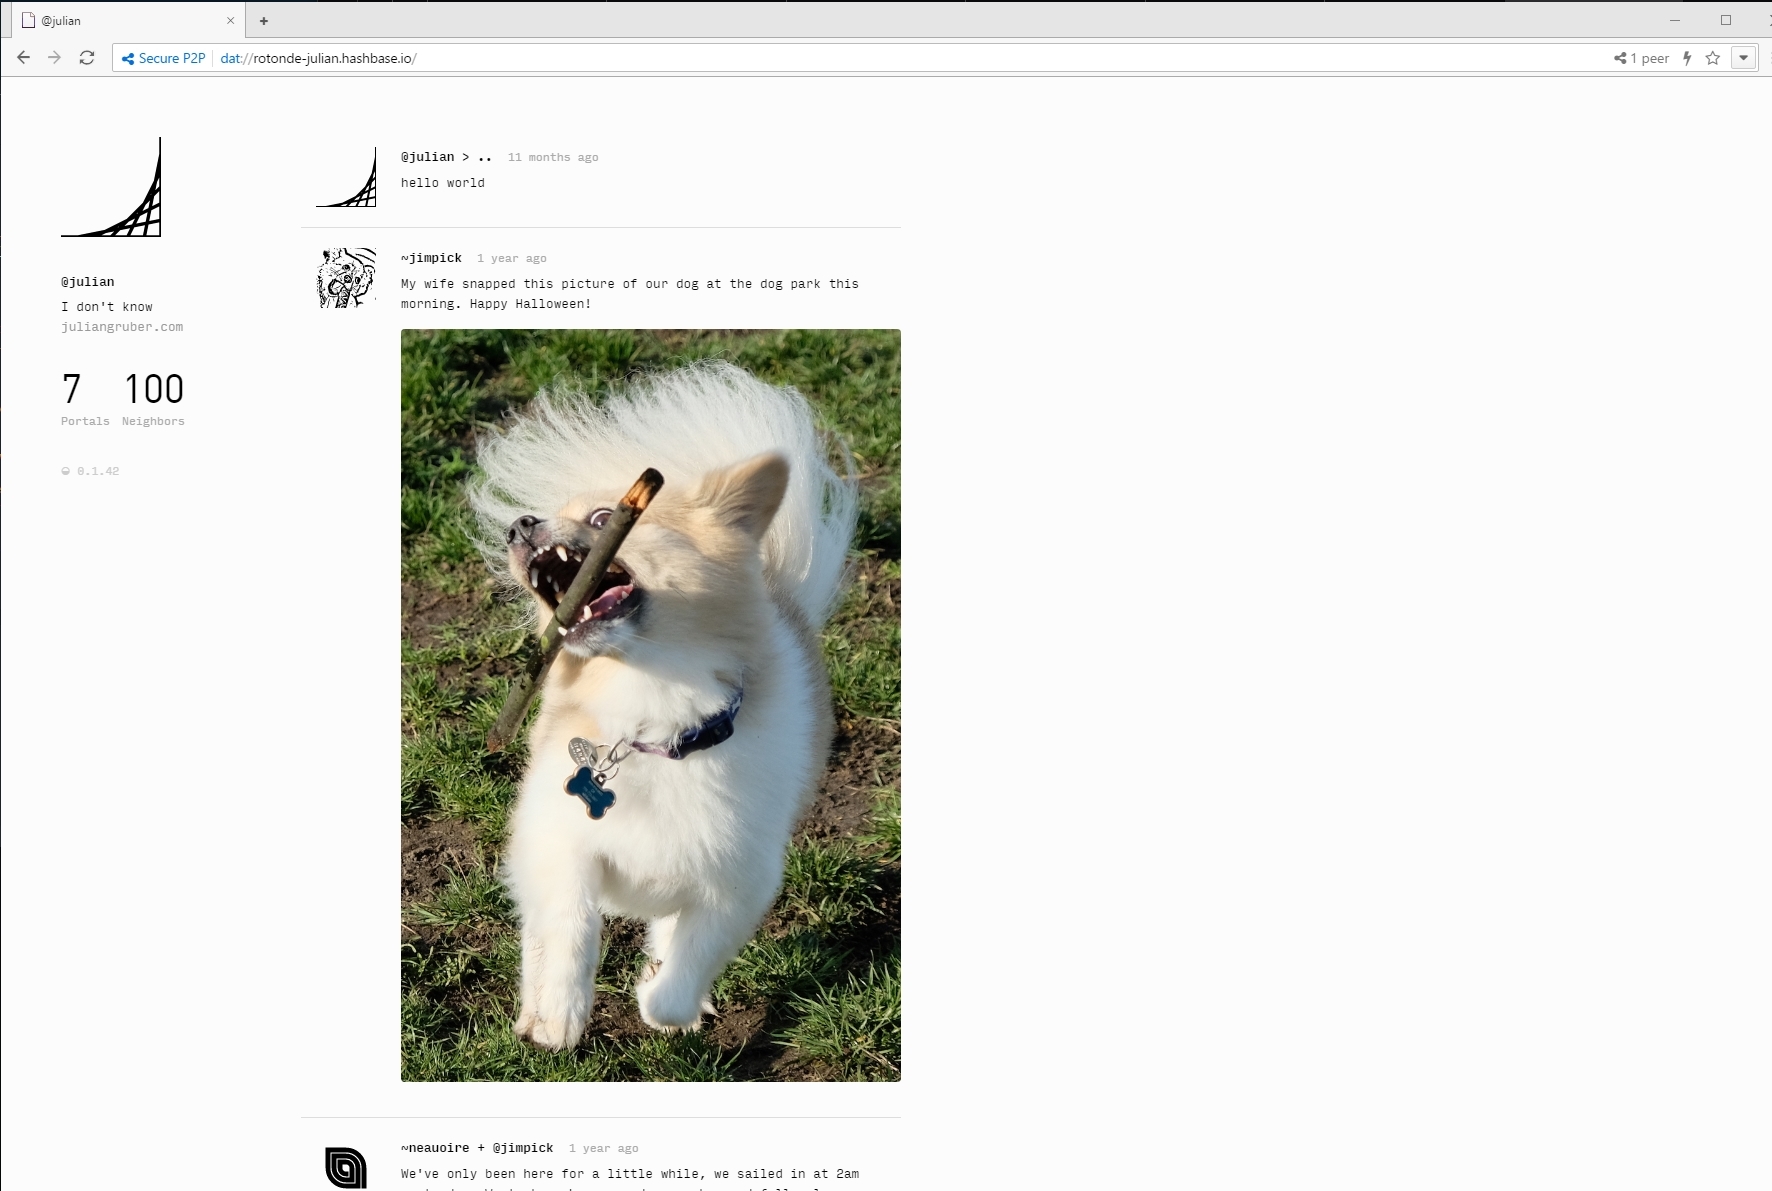 @julian
Secure P2P dat://rotonde-julian.hashbase.io/ 1 peer
@julian
I don't know
juliangruber.com
7 100
Portals Neighbors
0.1.42
@julian > .. 11 months ago
hello world
~jimpick 1 year ago
My wife snapped this picture of our dog at the dog park this
morning. Happy Halloween!
~neauoire + @jimpick 1 year ago
We've only been here for a little while, we sailed in at 2am